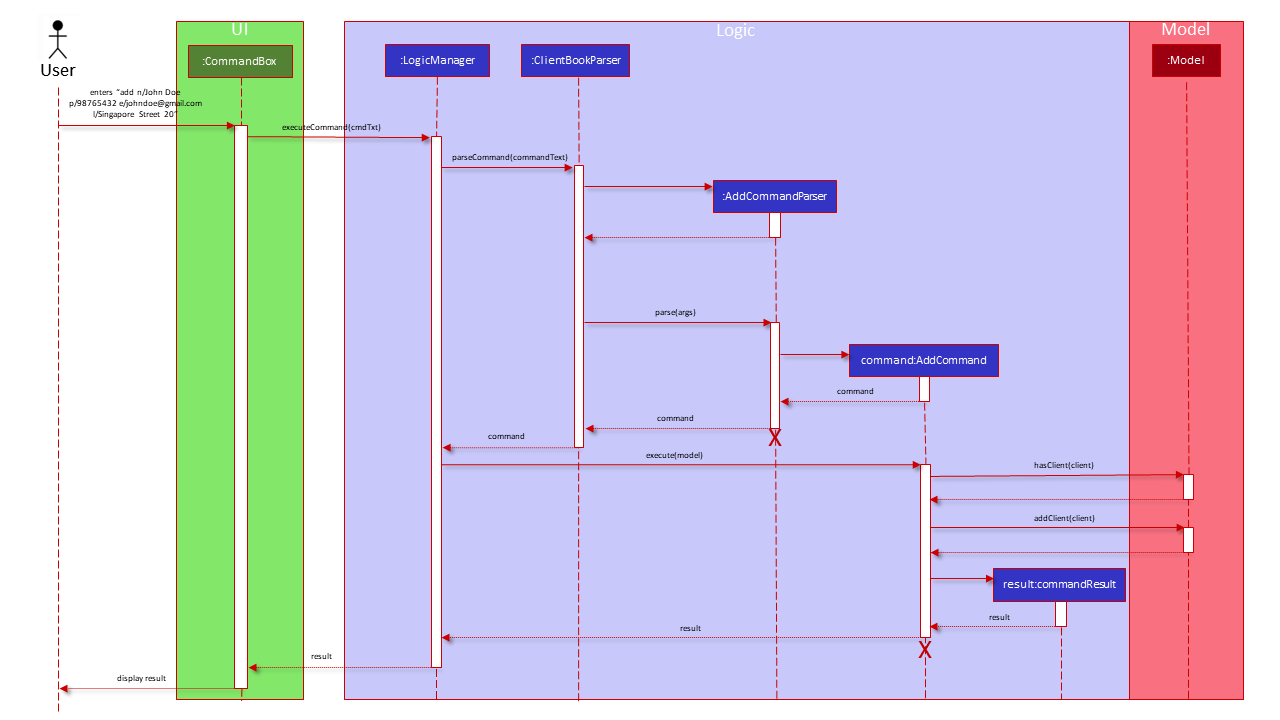 UI
Logic
Model
User
:CommandBox
:LogicManager
:ClientBookParser
:Model
enters “add n/John Doe
p/98765432 e/johndoe@gmail.com
l/Singapore Street 20”
executeCommand(cmdTxt)
parseCommand(commandText)
:AddCommandParser
parse(args)
command:AddCommand
command
command
command
execute(model)
hasClient(client)
addClient(client)
result:commandResult
result
result
result
display result